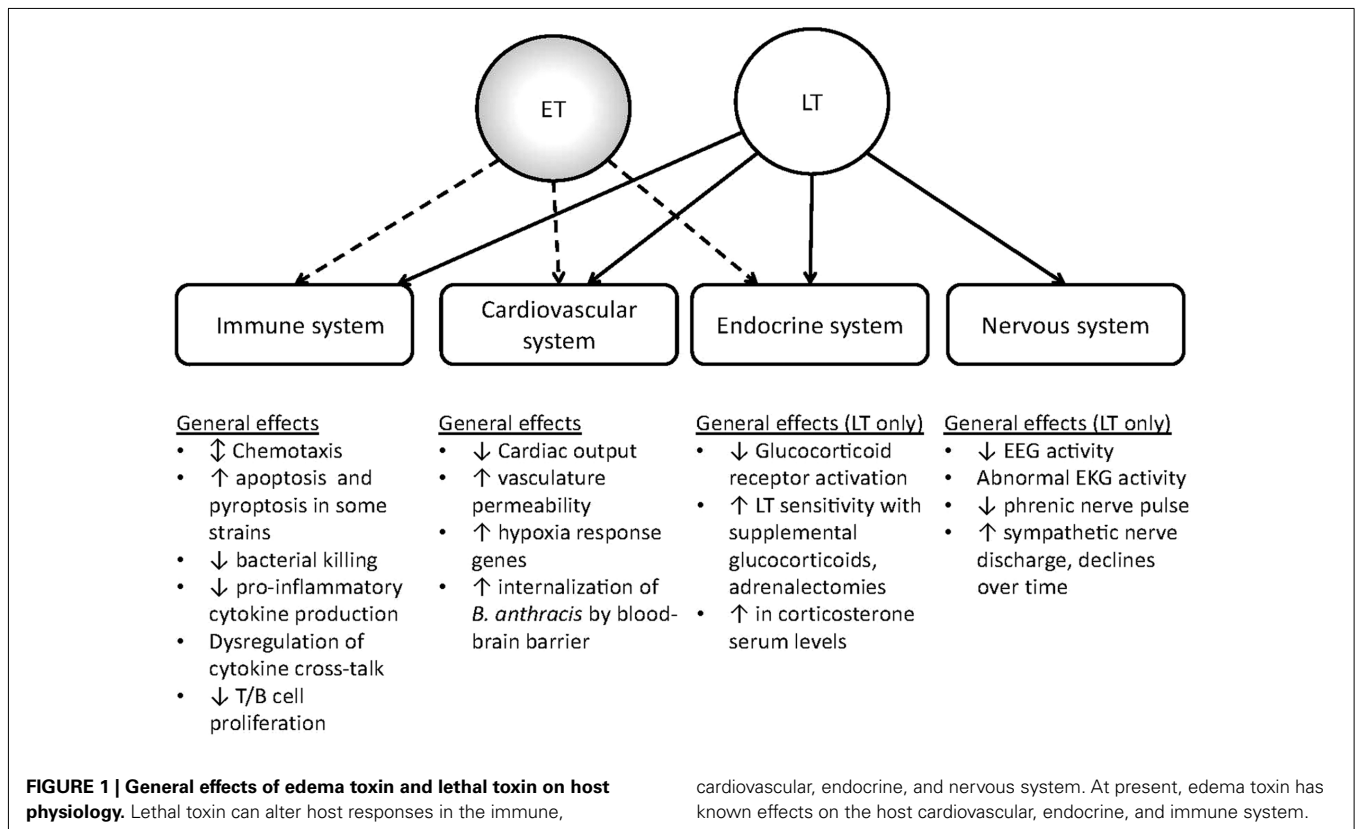 ET
LT
Immune system
Cardiovascular
system
Endocrine system
Nervous system
General effects
• ↕ Chemotaxis
• ↑ apoptosis and
pyroptosis in some
strains
• ↓ bacterial killing
• ↓ pro-inflammatory
cytokine production
• Dysregulation of
cytokine cross-talk
• ↓ T/B cell
proliferation
General effects
• ↓ Cardiac output
• ↑ vasculature
permeability
• ↑ hypoxia response
genes
• ↑ internalization of
B. anthracis by blood-
brain barrier
General effects (LT only)
• ↓ Glucocorticoid
receptor activation
• ↑ LT sensitivity with
supplemental
glucocorticoids,
adrenalectomies
• ↑ in corticosterone
serum levels
General effects (LT only)
• ↓ EEG activity
• Abnormal EKG activity
• ↓ phrenic nerve pulse
• ↑ sympathetic nerve
discharge, declines
over time
FIGURE 1 | General effects of edema toxin and lethal toxin on host
physiology. Lethal toxin can alter host responses in the immune,
cardiovascular, endocrine, and nervous system. At present, edema toxin has
known effects on the host cardiovascular, endocrine, and immune system.